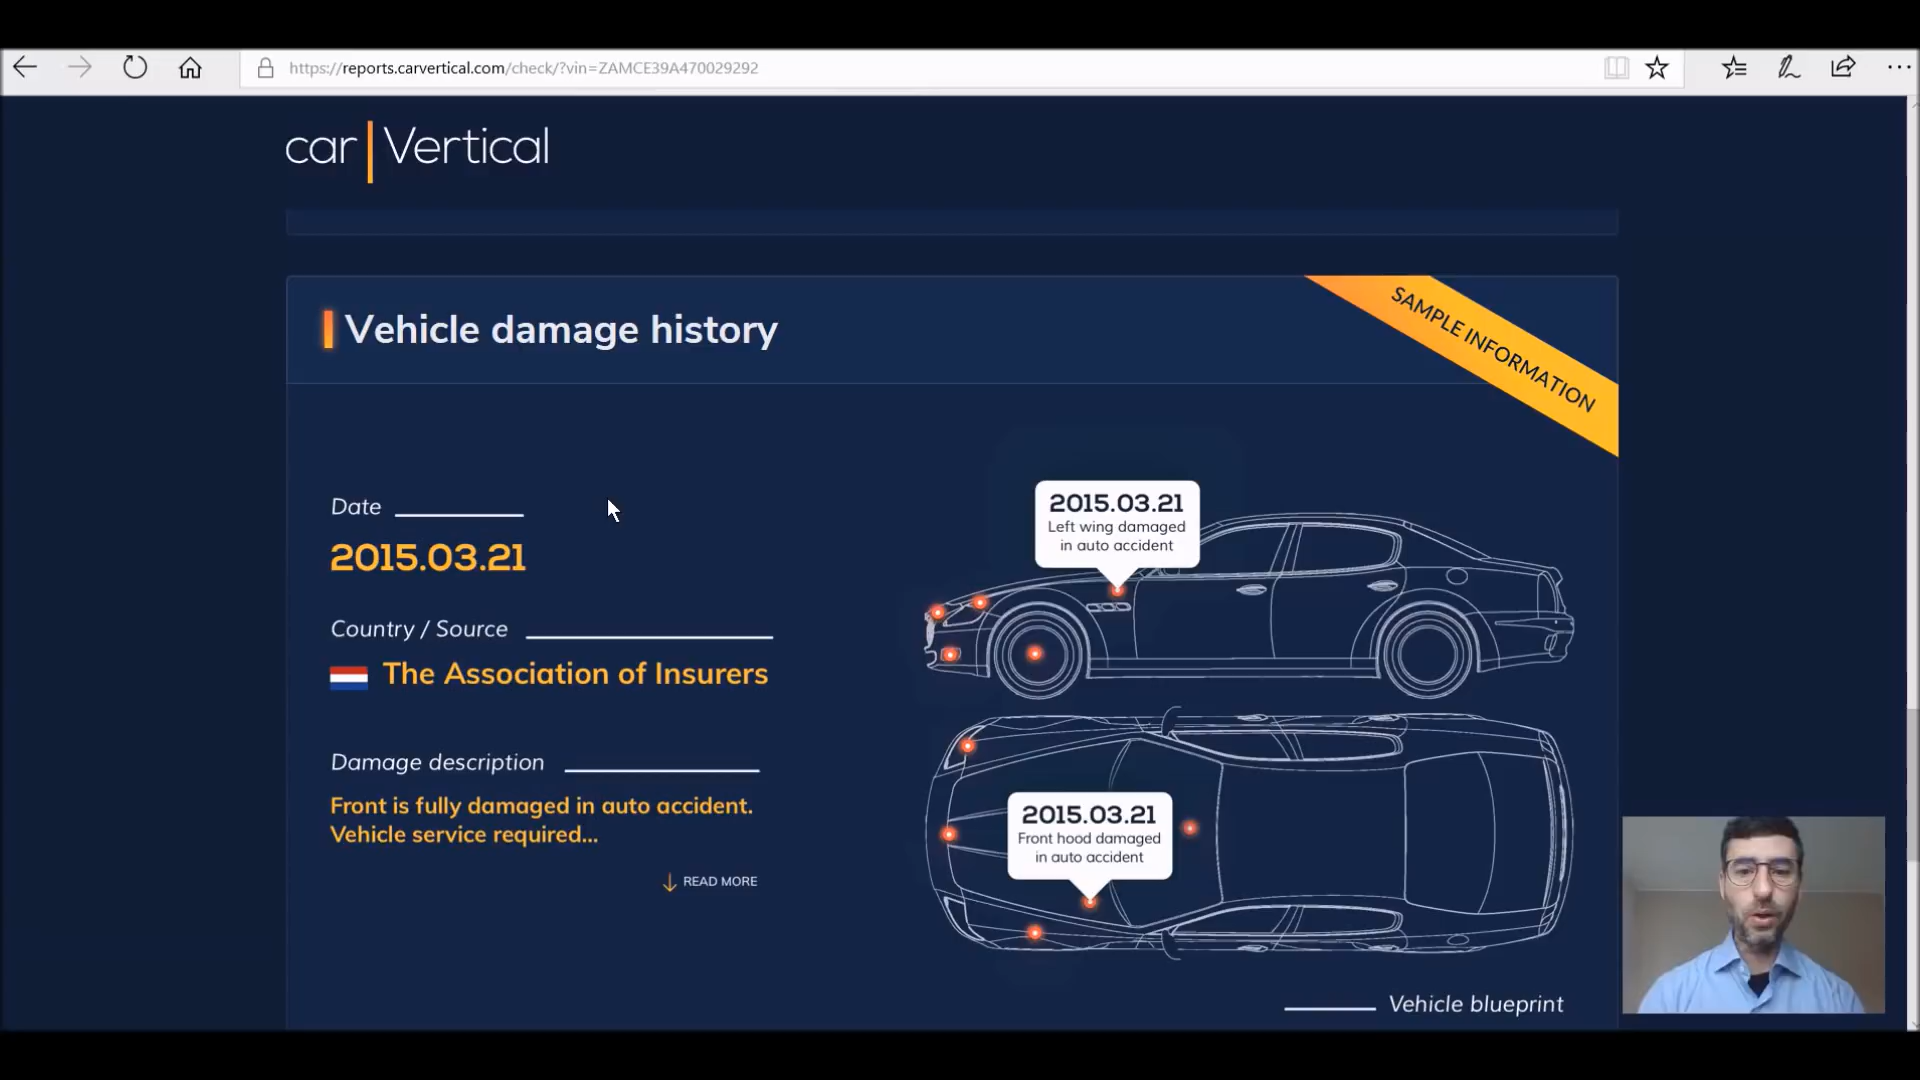 https://reports.carvertical.com/check/?vin=ZAMCE39A470029292
car Vertical
Vehicle damage history
SAMPLE INFORMATION
Date
2015.03.21
Country / Source
The Association of Insurers
Damage description
Front is fully damaged in auto accident.
Vehicle service required...
READ MORE
2015.03.21
Left wing damaged
in auto accident
2015.03.21
Front hood damaged
in auto accident
Vehicle blueprint